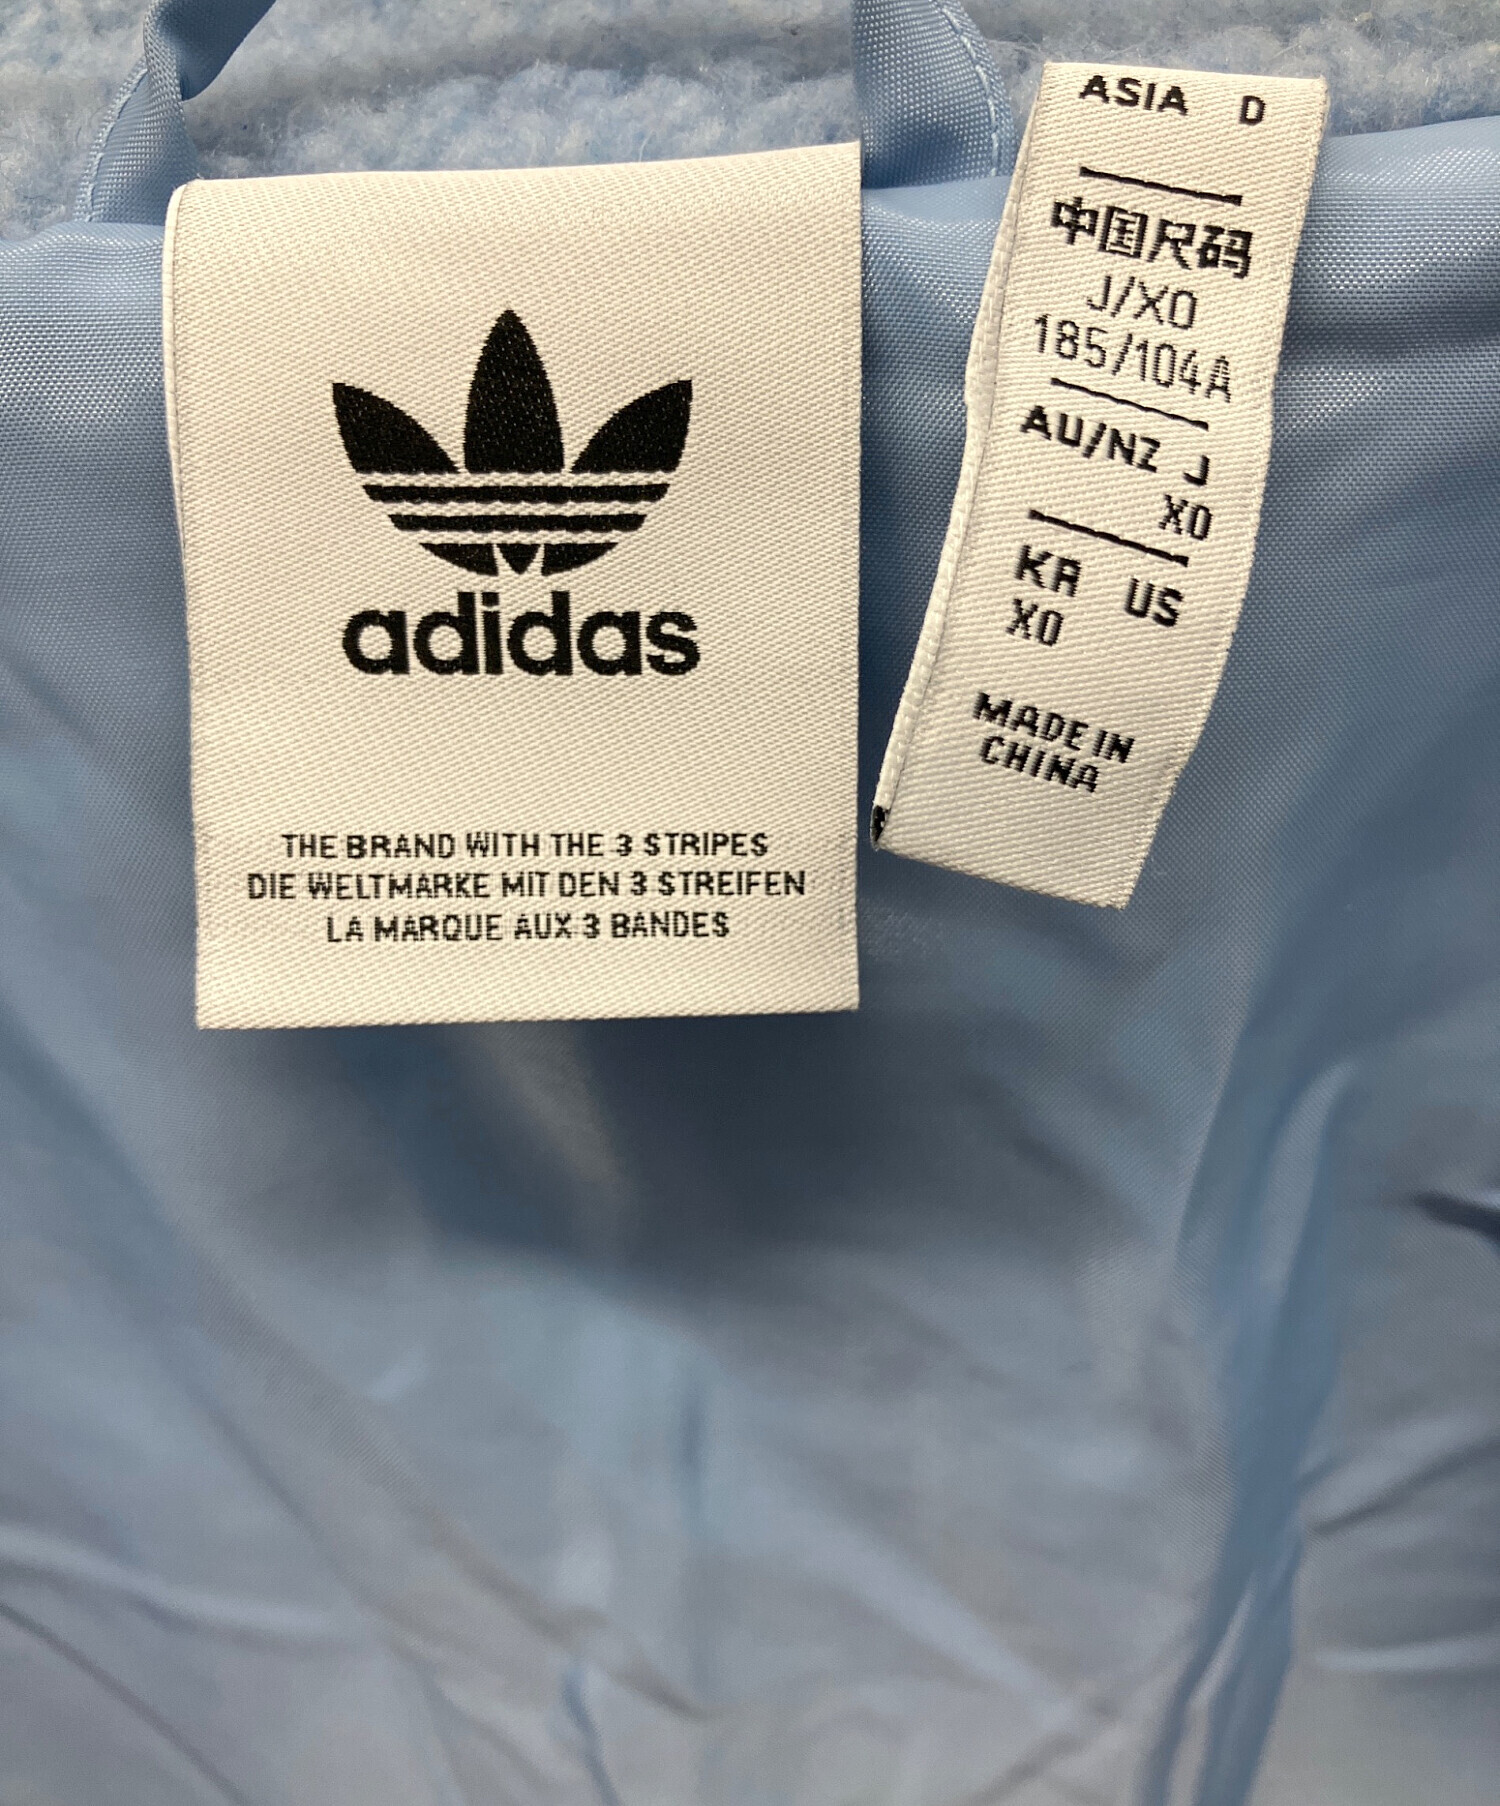 adidas
THE BRAND WITH THE 3 STRIPES
DIE WELTMARKE MIT DEN 3 STREIFEN
LA MARQUE AUX 3 BANDES
ASIA D
中国尺码
J/XO
185/104A
AU/NZ J
XO
KR US
XO
MADE IN
CHINA